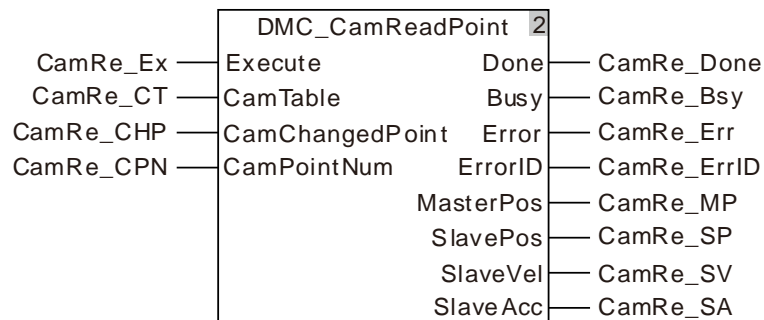 DMC_CamReadPoint 2
CamRe_Ex Execute Done CamRe_Done
CamRe_CT CamTable Busy CamRe_Bsy
CamRe_CHP CamChangedPoint Error CamRe_Err
CamRe_CPN CamPointNum ErrorID CamRe_ErrID
MasterPos CamRe_MP
SlavePos CamRe_SP
SlaveVel CamRe_SV
SlaveAcc CamRe_SA